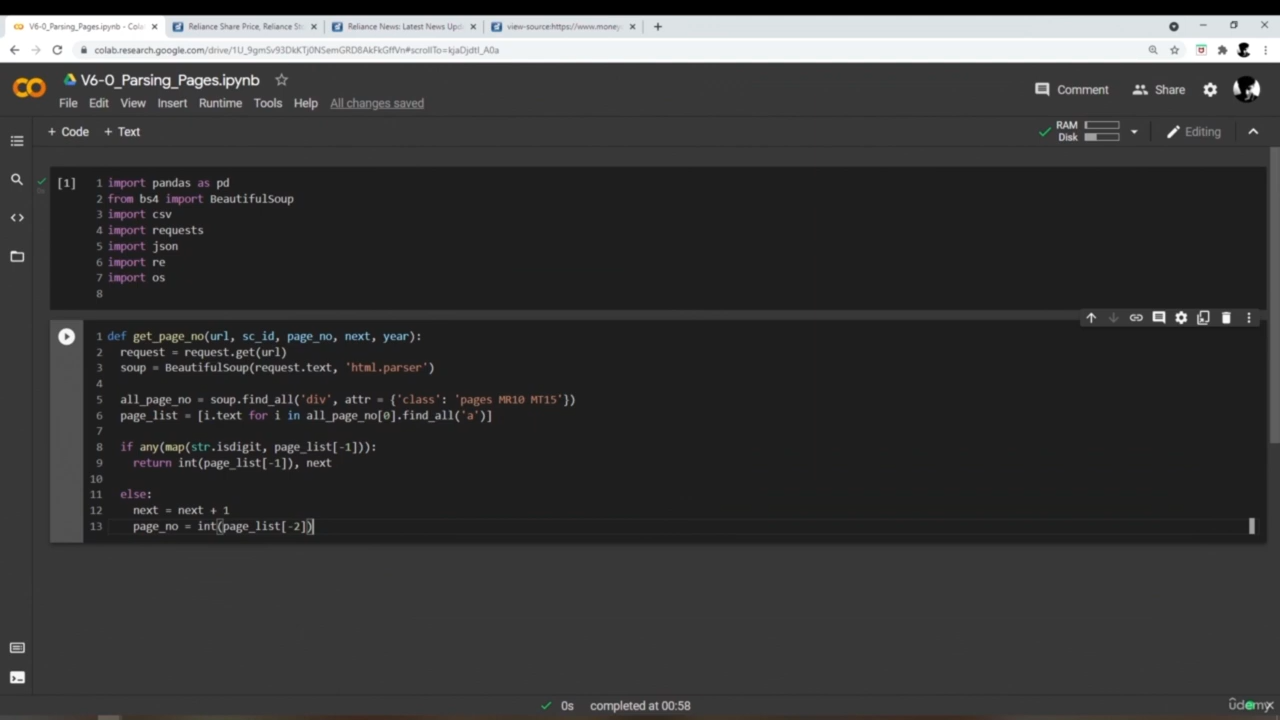 V6-0_Parsing_Pages.ipynb - Colab
Reliance Share Price, Reliance Sto
Reliance News: Latest News Upd
view-source:https://www.money
colab.research.google.com/drive/1U_9gmSv93DkKTj0NSemGRD8AkFkGffVn#scrollTo=kjaDjdtI_A0a
V6-0_Parsing_Pages.ipynb
Comment
Share
File Edit View Insert Runtime Tools Help All changes saved
+ Code + Text
RAM
Disk
Editing
[1]
1 import pandas as pd
2 from bs4 import BeautifulSoup
3 import csv
4 import requests
5 import json
6 import re
7 import os
8
1 def get_page_no(url, sc_id, page_no, next, year):
2 request = request.get(url)
3 soup = BeautifulSoup(request.text, 'html.parser')
4
5 all_page_no = soup.find_all('div', attr = {'class': 'pages MR10 MT15'})
6 page_list = [i.text for i in all_page_no[0].find_all('a')]
7
8 if any(map(str.isdigit, page_list[-1])):
9 return int(page_list[-1]), next
10
11 else:
12 next = next + 1
13 page_no = int(page_list[-2])
0s completed at 00:58
udemy